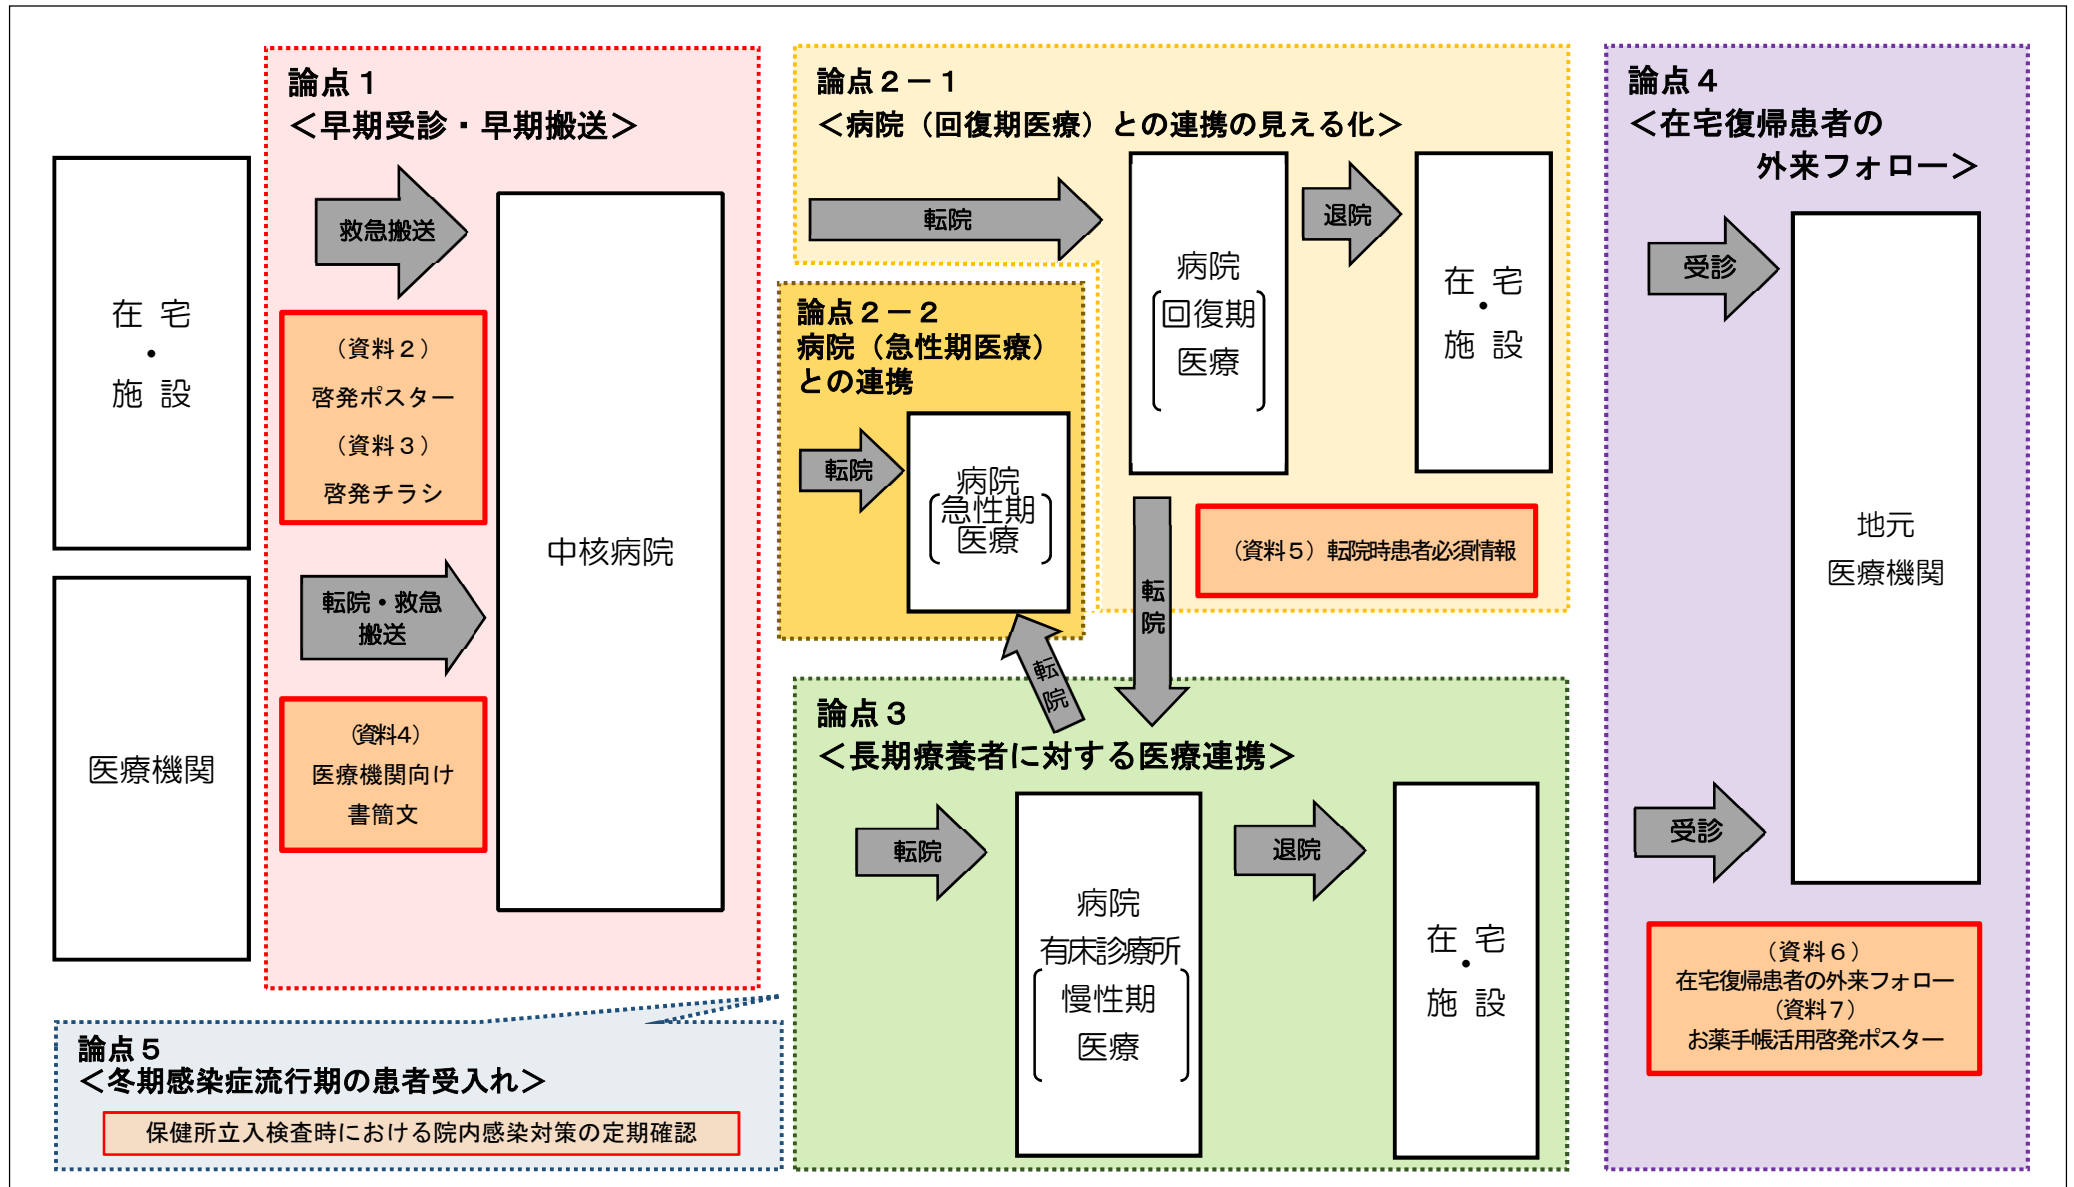 在　宅
・
施　設
医療機関
論点１
＜早期受診・早期搬送＞
救急搬送
（資料２）
啓発ポスター
（資料３）
啓発チラシ
転院・救急
搬送
（資料4）
医療機関向け
書簡文
中核病院
論点２－１
＜病院（回復期医療）との連携の見える化＞
転院
病院
回復期
医療
退院
在　宅
・
施　設
（資料５）転院時患者必須情報
論点２－２
病院（急性期医療）
との連携
転院
病院
急性期
医療
転
院
転
院
論点３
＜長期療養者に対する医療連携＞
転院
病院
有床診療所
慢性期
医療
退院
在　宅
・
施　設
論点４
＜在宅復帰患者の
外来フォロー＞
受診
地元
医療機関
受診
（資料６）
在宅復帰患者の外来フォロー
（資料７）
お薬手帳活用啓発ポスター
論点５
＜冬期感染症流行期の患者受入れ＞
保健所立入検査時における院内感染対策の定期確認